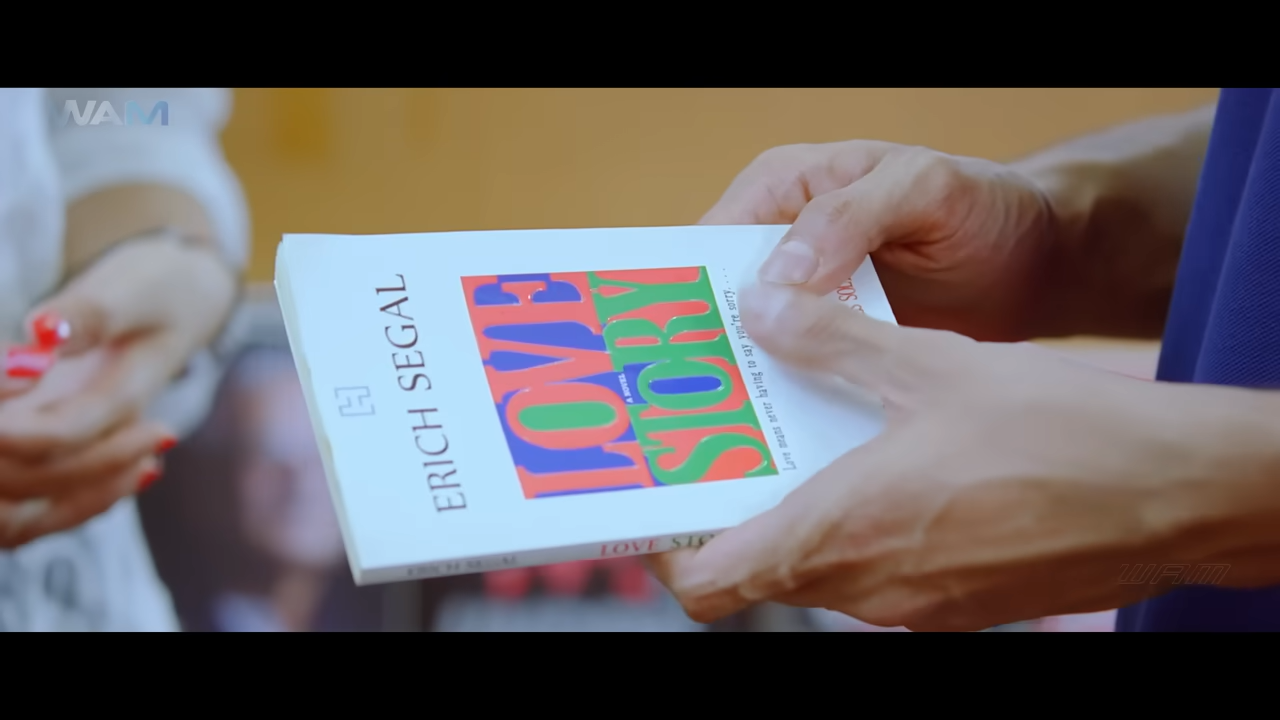 WAM
ERICH SEGAL
LOVE
A NOVEL
STORY
Love means never having to say you're sorry. . . .
LOVE
WAM